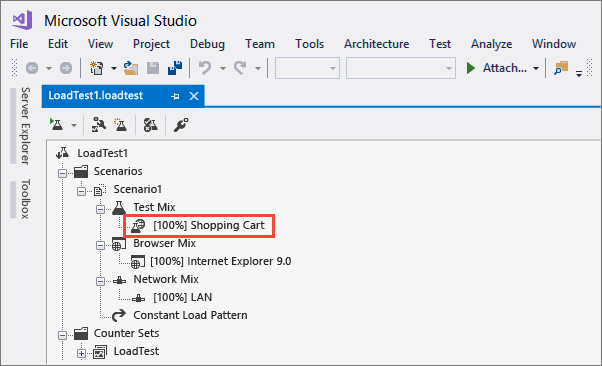 Microsoft Visual Studio
File Edit View Project Debug Team Tools Architecture Test Analyze Window
Attach...
Server Explorer
Toolbox
LoadTest1.loadtest
LoadTest1
Scenarios
Scenario1
Test Mix
[100%] Shopping Cart
Browser Mix
[100%] Internet Explorer 9.0
Network Mix
[100%] LAN
Constant Load Pattern
Counter Sets
LoadTest